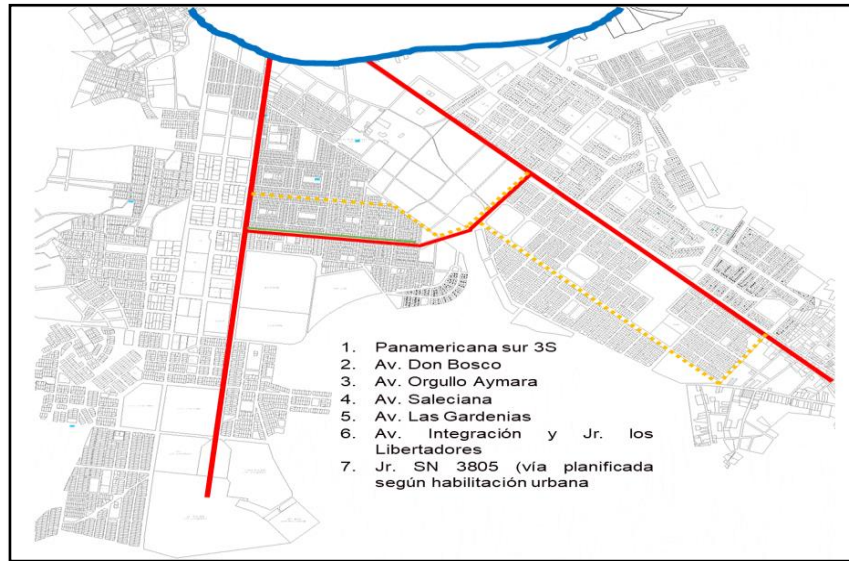 1. Panamericana sur 3S
2. Av. Don Bosco
3. Av. Orgullo Aymara
4. Av. Saleciana
5. Av. Las Gardenias
6. Av. Integración y Jr. los
Libertadores
7. Jr. SN 3805 (vía planificada
según habilitación urbana